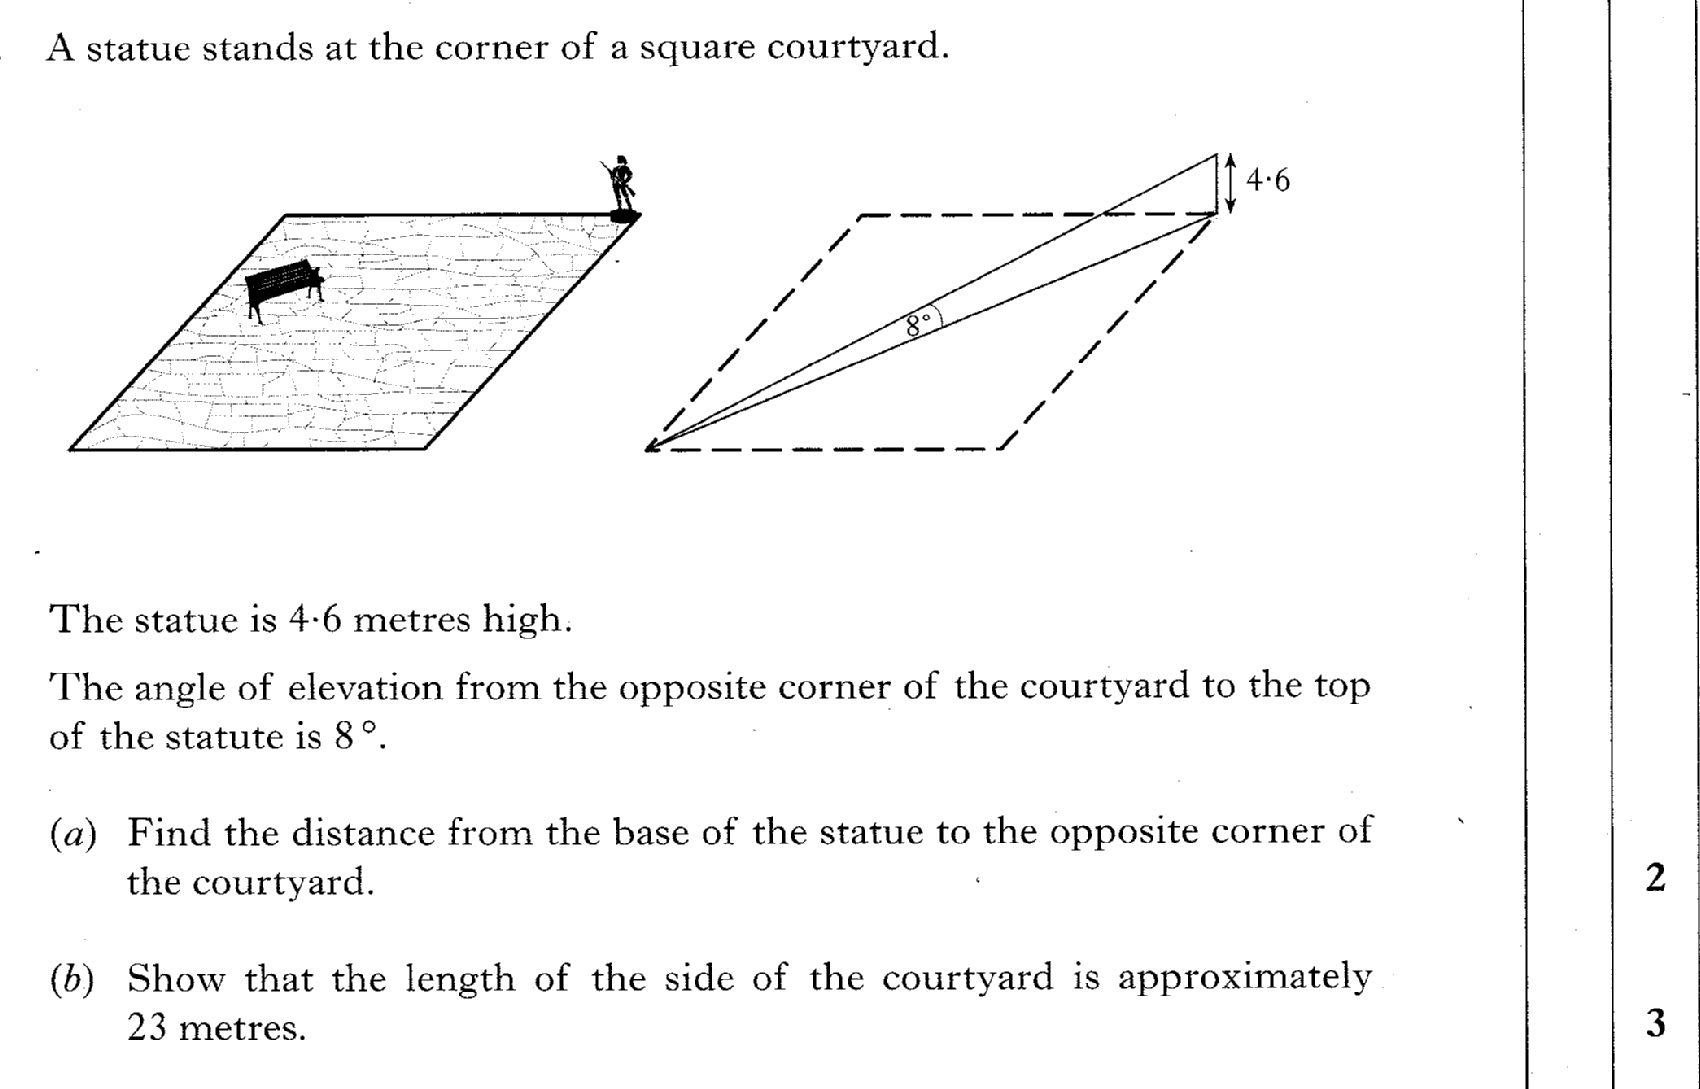 A statue stands at the corner of a square courtyard.
4·6
8°
The statue is 4·6 metres high.
The angle of elevation from the opposite corner of the courtyard to the top
of the statute is 8°.
(a) Find the distance from the base of the statue to the opposite corner of
the courtyard.
2
(b) Show that the length of the side of the courtyard is approximately
23 metres.
3